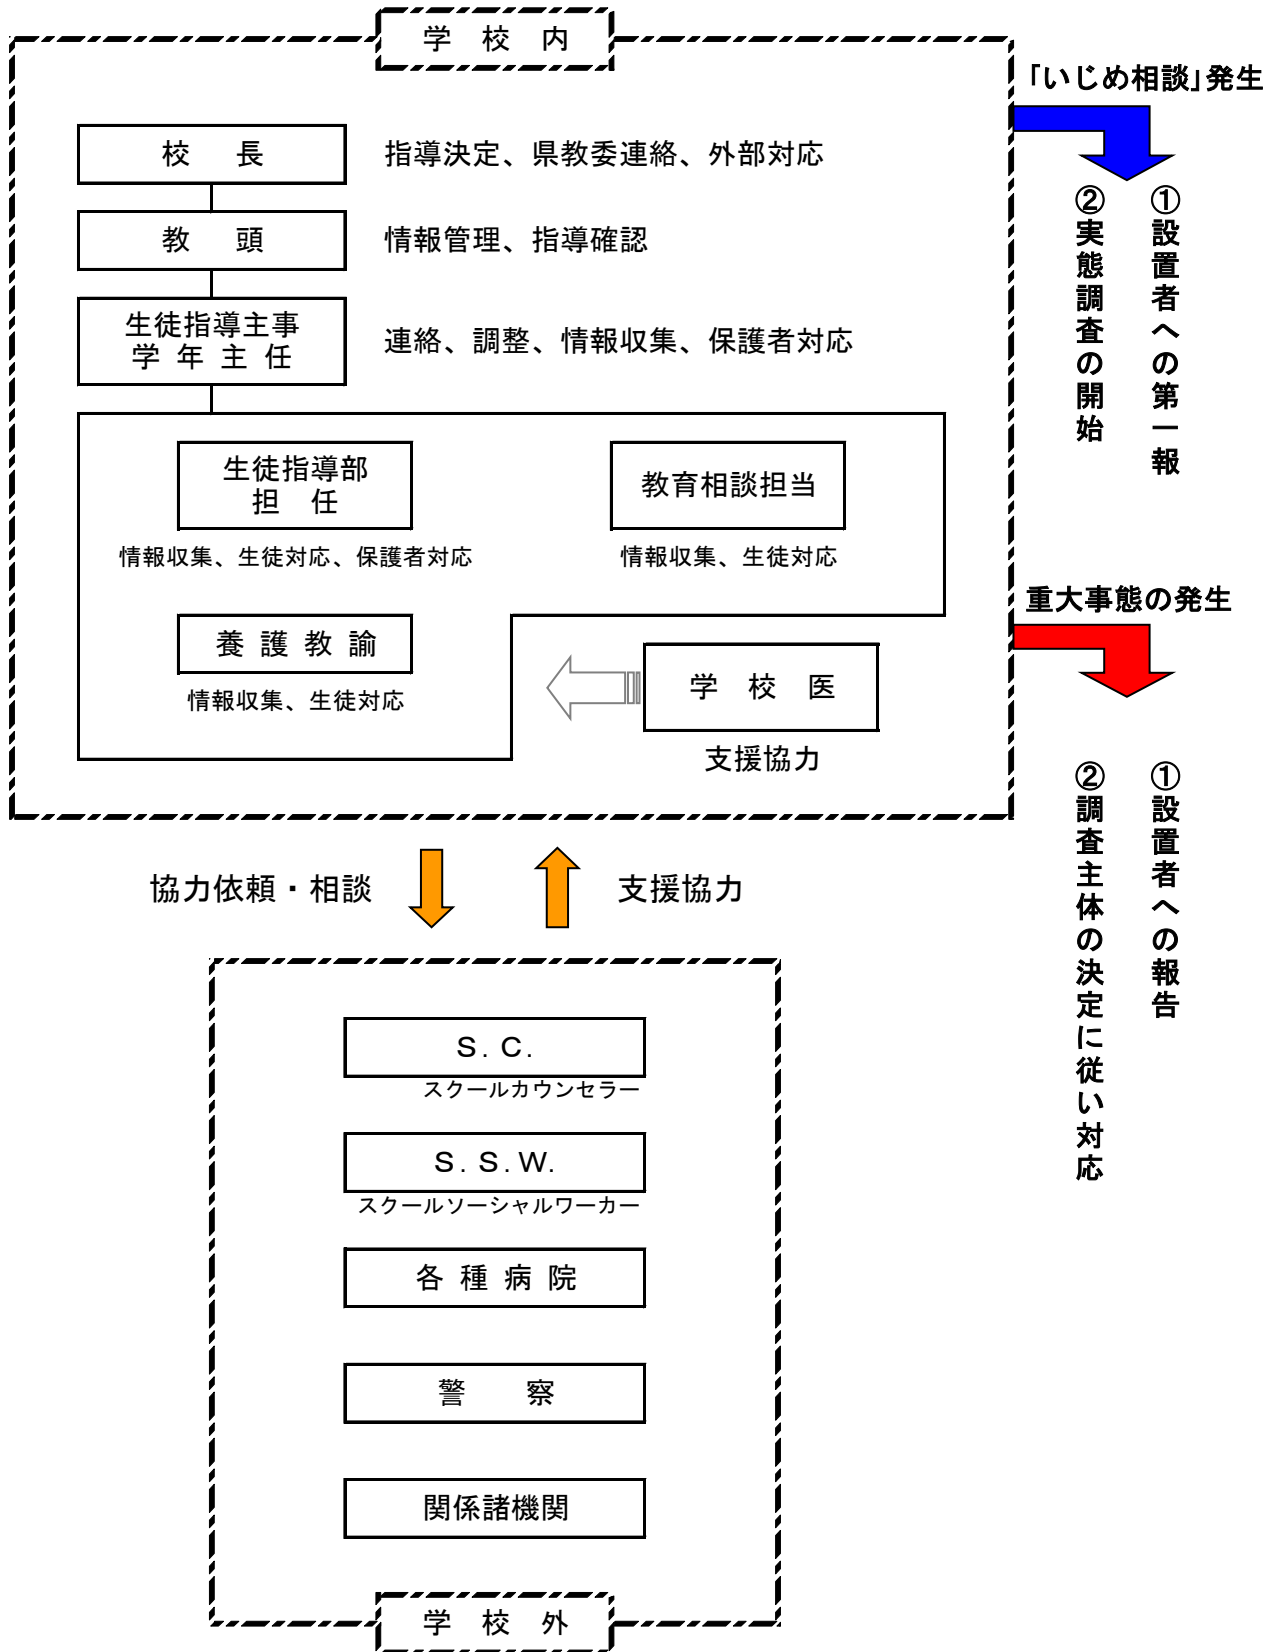 学校内
「いじめ相談」発生
①設置者への第一報
②実態調査の開始
校長
指導決定、県教委連絡、外部対応
教頭
情報管理、指導確認
生徒指導主事
学年主任
連絡、調整、情報収集、保護者対応
生徒指導部
担任
情報収集、生徒対応、保護者対応
教育相談担当
情報収集、生徒対応
養護教諭
情報収集、生徒対応
学校医
支援協力
重大事態の発生
①設置者への報告
②調査主体の決定に従い対応
協力依頼・相談
支援協力
S.C.
スクールカウンセラー
S.S.W.
スクールソーシャルワーカー
各種病院
警察
関係諸機関
学校外